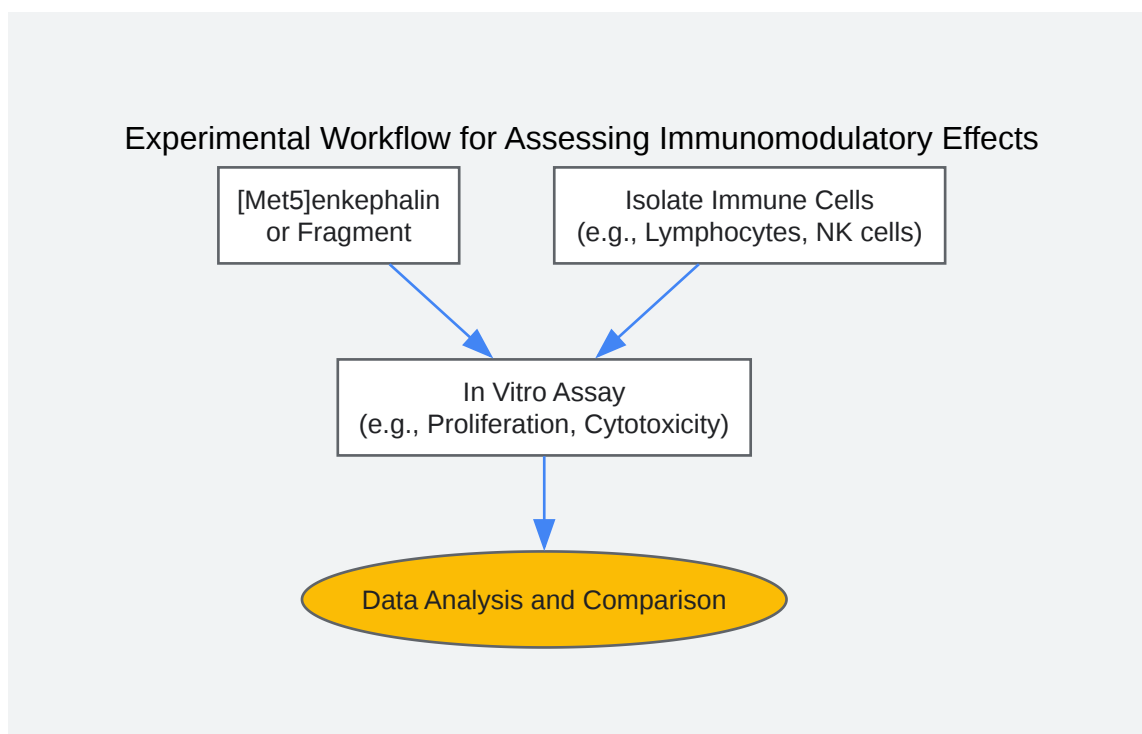 Experimental Workflow for Assessing Immunomodulatory Effects
[Met5]enkephalin
or Fragment
Isolate Immune Cells
(e.g., Lymphocytes, NK cells)
In Vitro Assay
(e.g., Proliferation, Cytotoxicity)
Data Analysis and Comparison